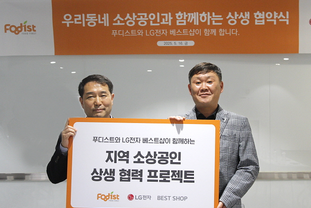 우리동네 소상공인과 함께하는 상생 협약식
푸디스트와 LG전자 베스트샵이 함께 합니다.
Foodist
푸디스트와 LG전자 베스트샵이 함께하는
지역 소상공인
상생 협력 프로젝트
Foodist LG전자 BEST SHOP